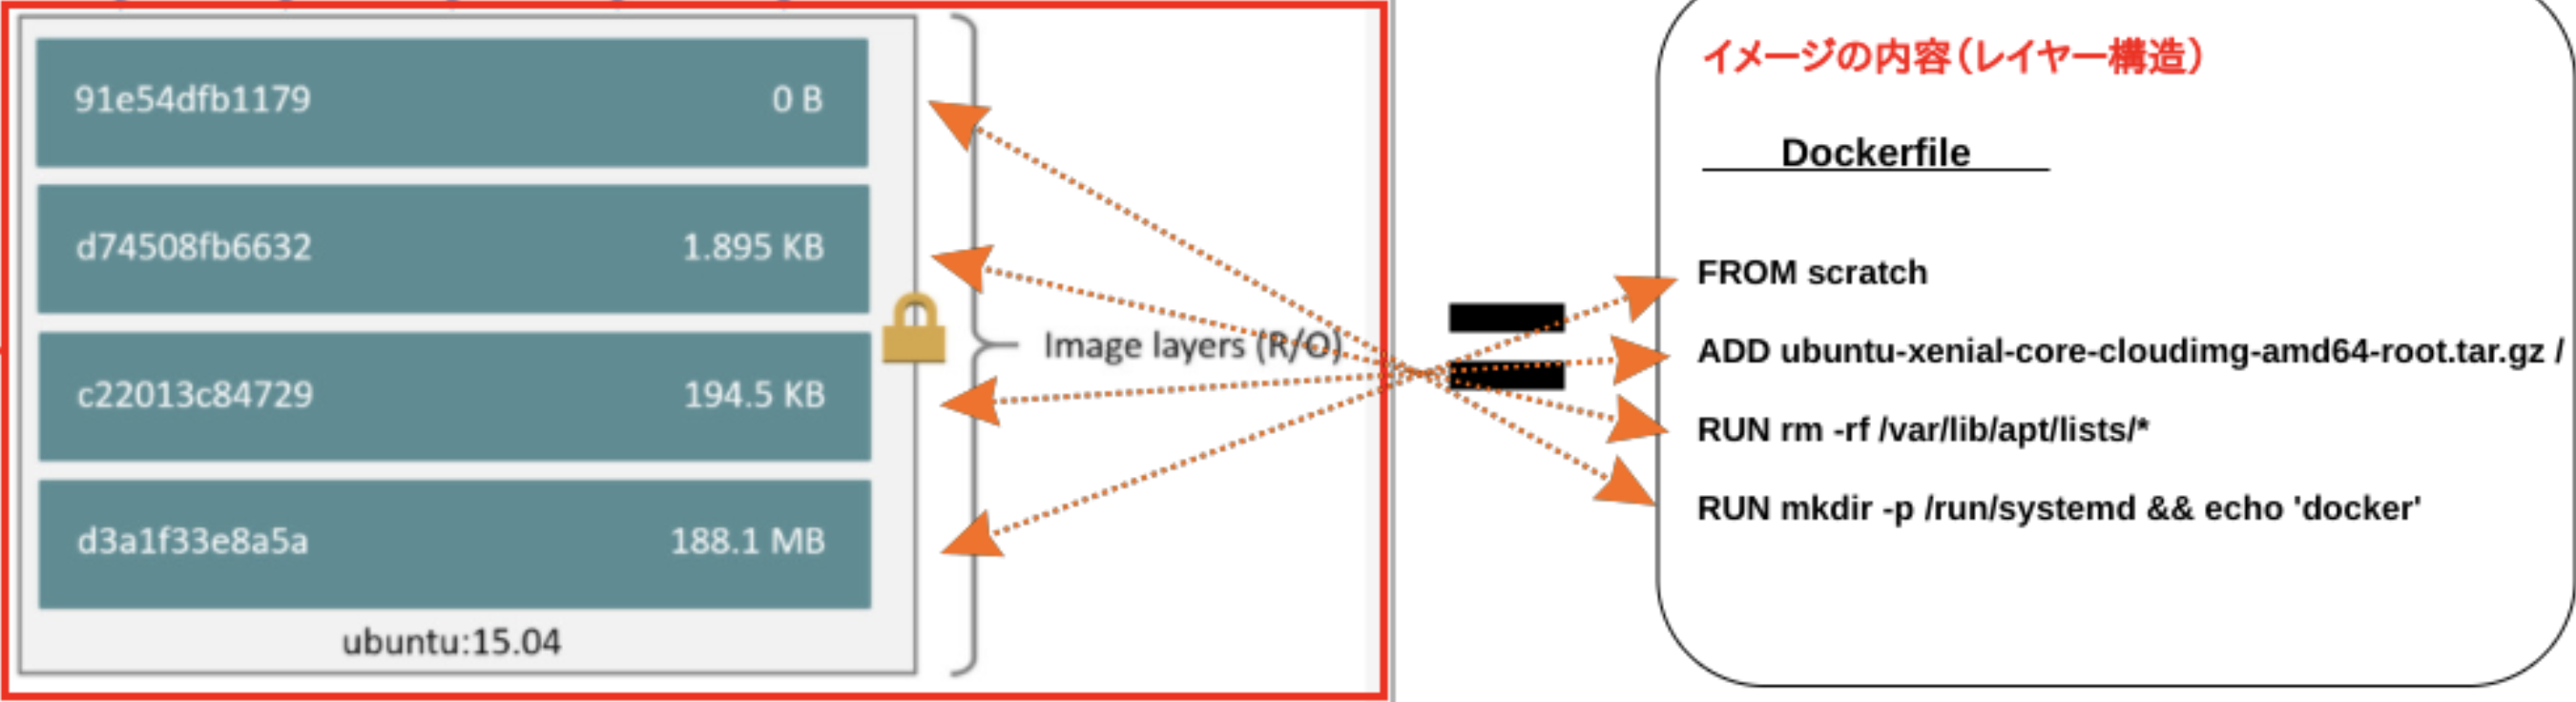 91e54dfb1179 0 B
d74508fb6632 1.895 KB
c22013c84729 194.5 KB
d3a1f33e8a5a 188.1 MB
ubuntu:15.04
Image layers (R/O)
イメージの内容(レイヤー構造)
Dockerfile
FROM scratch
ADD ubuntu-xenial-core-cloudimg-amd64-root.tar.gz /
RUN rm -rf /var/lib/apt/lists/*
RUN mkdir -p /run/systemd && echo 'docker'